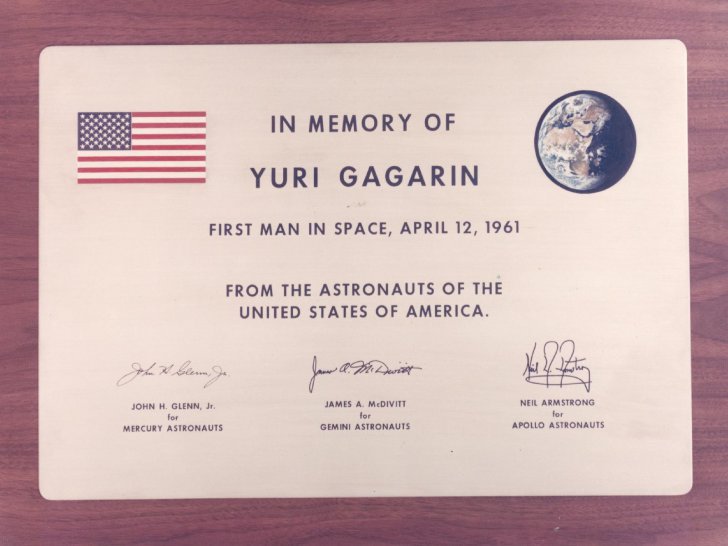 IN MEMORY OF
YURI GAGARIN
FIRST MAN IN SPACE, APRIL 12, 1961
FROM THE ASTRONAUTS OF THE
UNITED STATES OF AMERICA.
John H Glenn, Jr.
James A. McDivitt
Neil A. Armstrong
JOHN H. GLENN, Jr.
for
MERCURY ASTRONAUTS
JAMES A. McDIVITT
for
GEMINI ASTRONAUTS
NEIL ARMSTRONG
for
APOLLO ASTRONAUTS